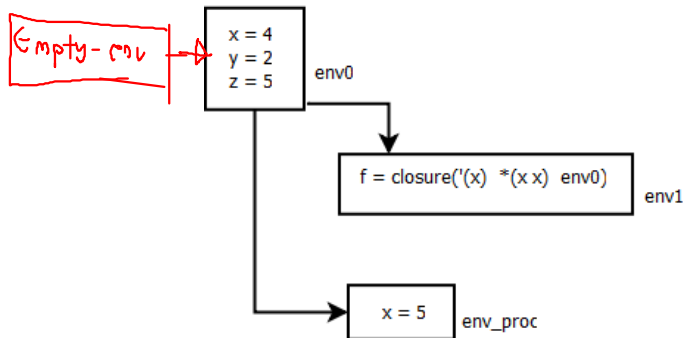 Empty-env
x = 4
y = 2
z = 5
env0
f = closure('(x) *(x x) env0)
env1
x = 5
env_proc